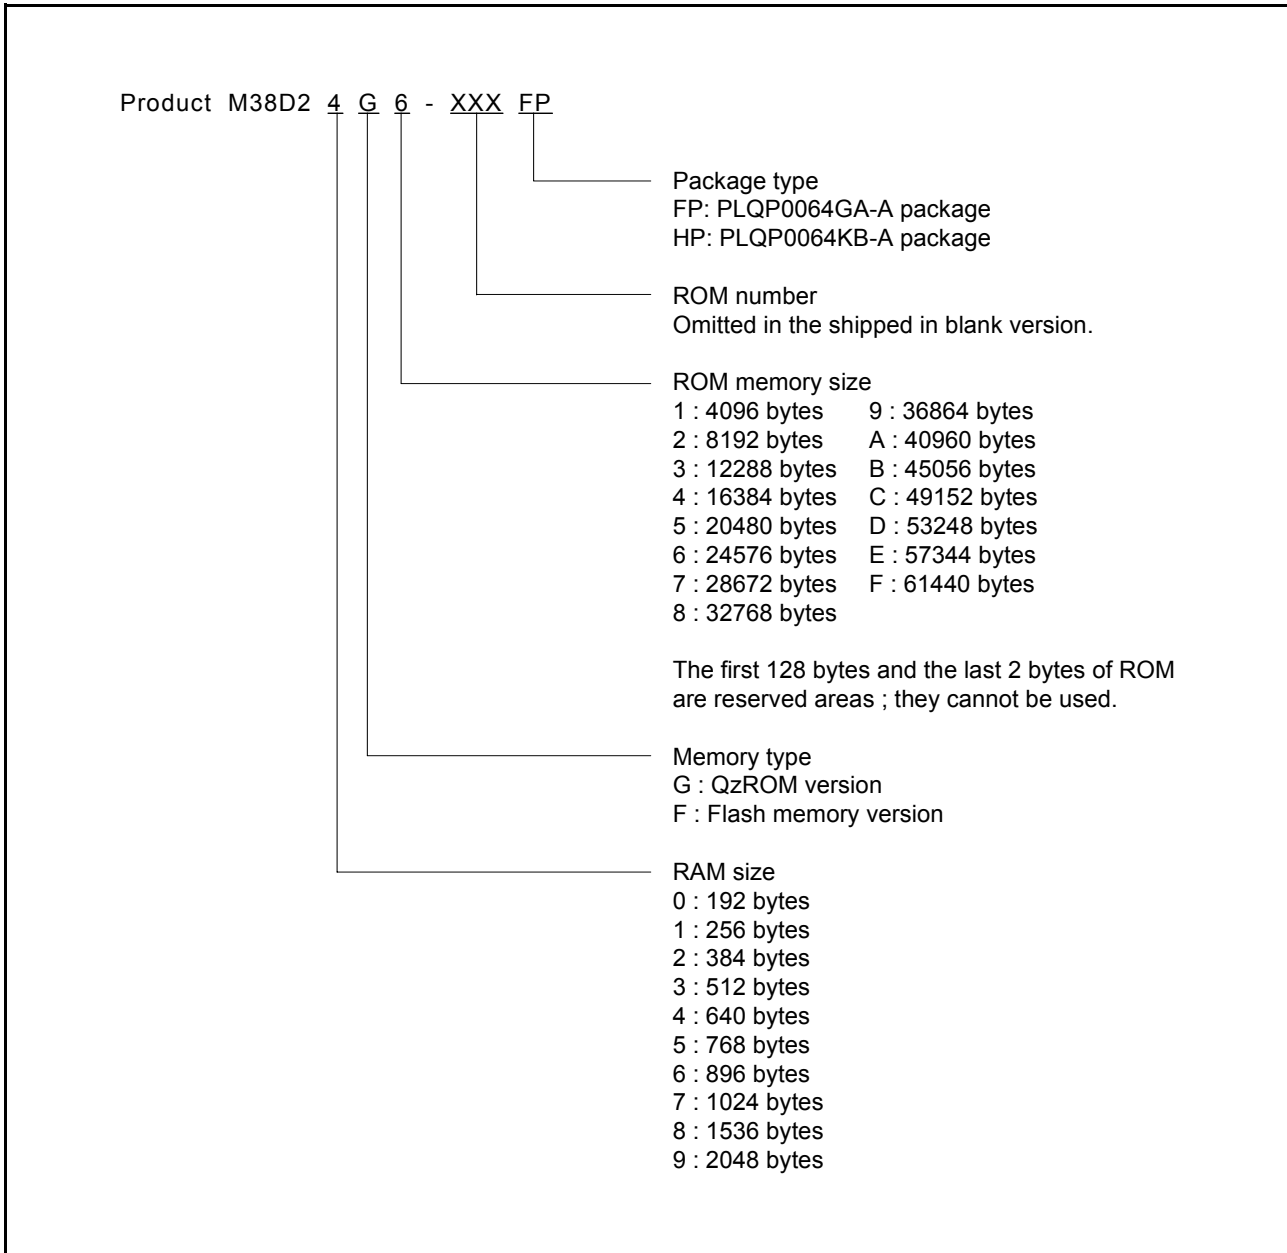 Product M38D2 4 G 6 - XXX FP
Package type
FP: PLQP0064GA-A package
HP: PLQP0064KB-A package
ROM number
Omitted in the shipped in blank version.
ROM memory size
1 : 4096 bytes 9 : 36864 bytes
2 : 8192 bytes A : 40960 bytes
3 : 12288 bytes B : 45056 bytes
4 : 16384 bytes C : 49152 bytes
5 : 20480 bytes D : 53248 bytes
6 : 24576 bytes E : 57344 bytes
7 : 28672 bytes F : 61440 bytes
8 : 32768 bytes
The first 128 bytes and the last 2 bytes of ROM
are reserved areas ; they cannot be used.
Memory type
G : QzROM version
F : Flash memory version
RAM size
0 : 192 bytes
1 : 256 bytes
2 : 384 bytes
3 : 512 bytes
4 : 640 bytes
5 : 768 bytes
6 : 896 bytes
7 : 1024 bytes
8 : 1536 bytes
9 : 2048 bytes